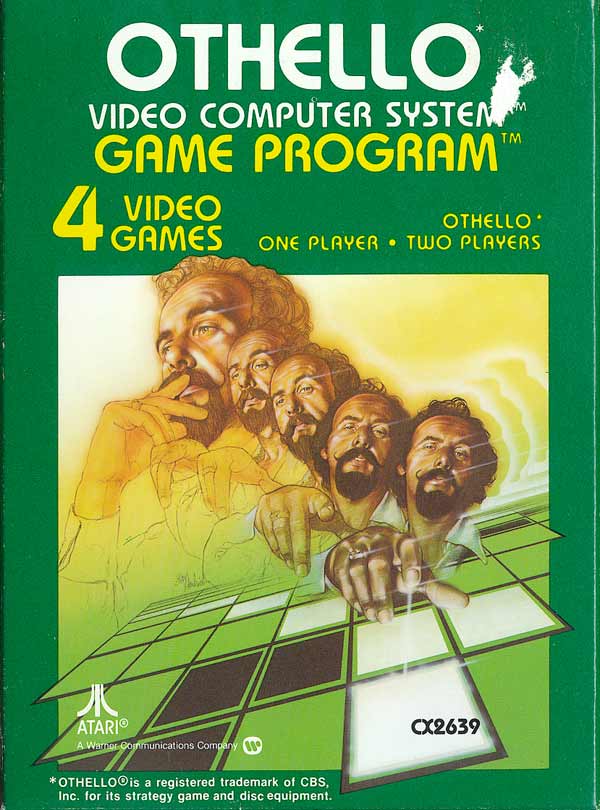 OTHELLO*
VIDEO COMPUTER SYSTEM™
GAME PROGRAM™
4 VIDEO GAMES
OTHELLO*
ONE PLAYER • TWO PLAYERS
CX2639
ATARI®
A Warner Communications Company
*OTHELLO® is a registered trademark of CBS,
Inc. for its strategy game and disc equipment.